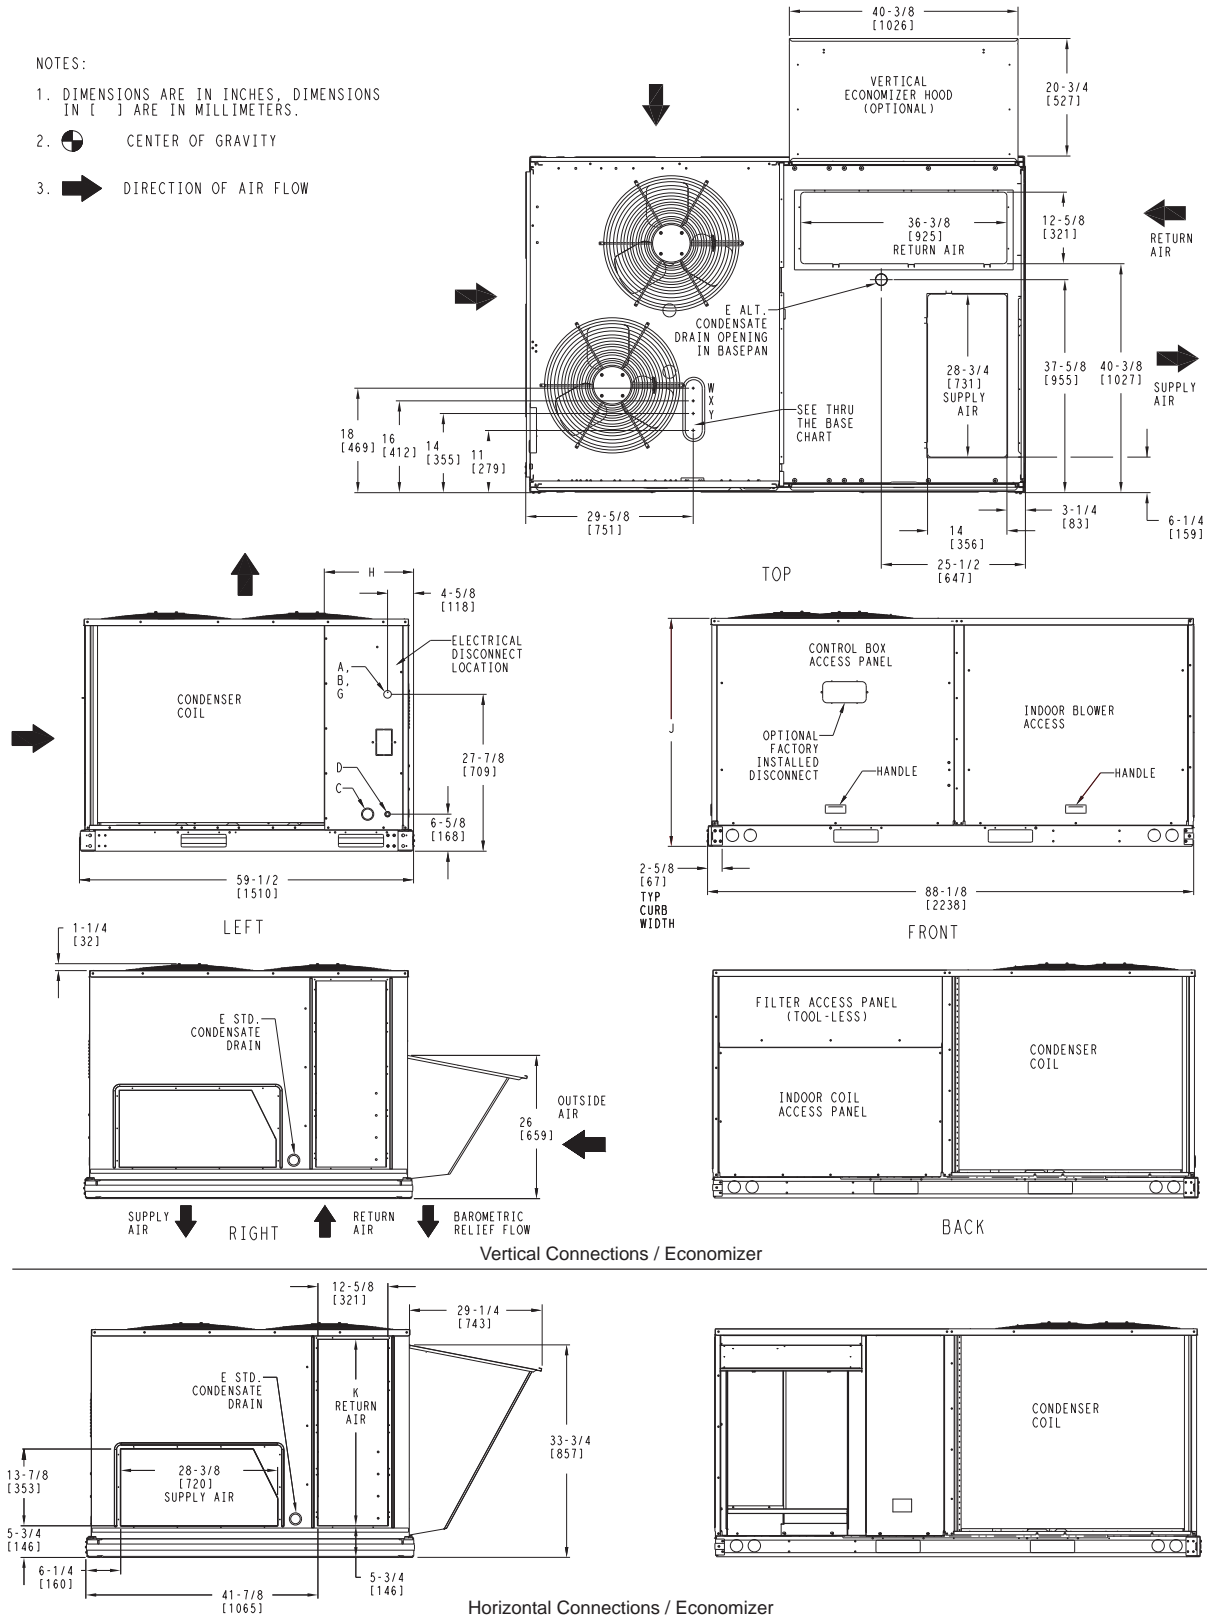 NOTES:
1. DIMENSIONS ARE IN INCHES, DIMENSIONS
IN [ ] ARE IN MILLIMETERS.
2. CENTER OF GRAVITY
3. DIRECTION OF AIR FLOW
40-3/8
[1026]
VERTICAL
ECONOMIZER HOOD
(OPTIONAL)
20-3/4
[527]
36-3/8
[925]
RETURN AIR
12-5/8
[321]
RETURN
AIR
E ALT.
CONDENSATE
DRAIN OPENING
IN BASEPAN
28-3/4
[731]
SUPPLY
AIR
37-5/8
[955]
40-3/8
[1027]
SUPPLY
AIR
W
X
Y
SEE THRU
THE BASE
CHART
18
[469]
16
[412]
14
[355]
11
[279]
29-5/8
[751]
14
[356]
3-1/4
[83]
6-1/4
[159]
25-1/2
[647]
TOP
H
4-5/8
[118]
ELECTRICAL
DISCONNECT
LOCATION
A,
B,
G
CONDENSER
COIL
27-7/8
[709]
D
C
6-5/8
[168]
59-1/2
[1510]
LEFT
CONTROL BOX
ACCESS PANEL
INDOOR BLOWER
ACCESS
J
OPTIONAL
FACTORY
INSTALLED
DISCONNECT
HANDLE
HANDLE
2-5/8
[67]
TYP
CURB
WIDTH
88-1/8
[2238]
FRONT
1-1/4
[32]
E STD.
CONDENSATE
DRAIN
26
[659]
OUTSIDE
AIR
SUPPLY
AIR
RIGHT
RETURN
AIR
BAROMETRIC
RELIEF FLOW
FILTER ACCESS PANEL
(TOOL-LESS)
CONDENSER
COIL
INDOOR COIL
ACCESS PANEL
BACK
Vertical Connections / Economizer
12-5/8
[321]
29-1/4
[743]
E STD.
CONDENSATE
DRAIN
K
RETURN
AIR
33-3/4
[857]
13-7/8
[353]
28-3/8
[720]
SUPPLY AIR
5-3/4
[146]
6-1/4
[160]
5-3/4
[146]
41-7/8
[1065]
CONDENSER
COIL
Horizontal Connections / Economizer